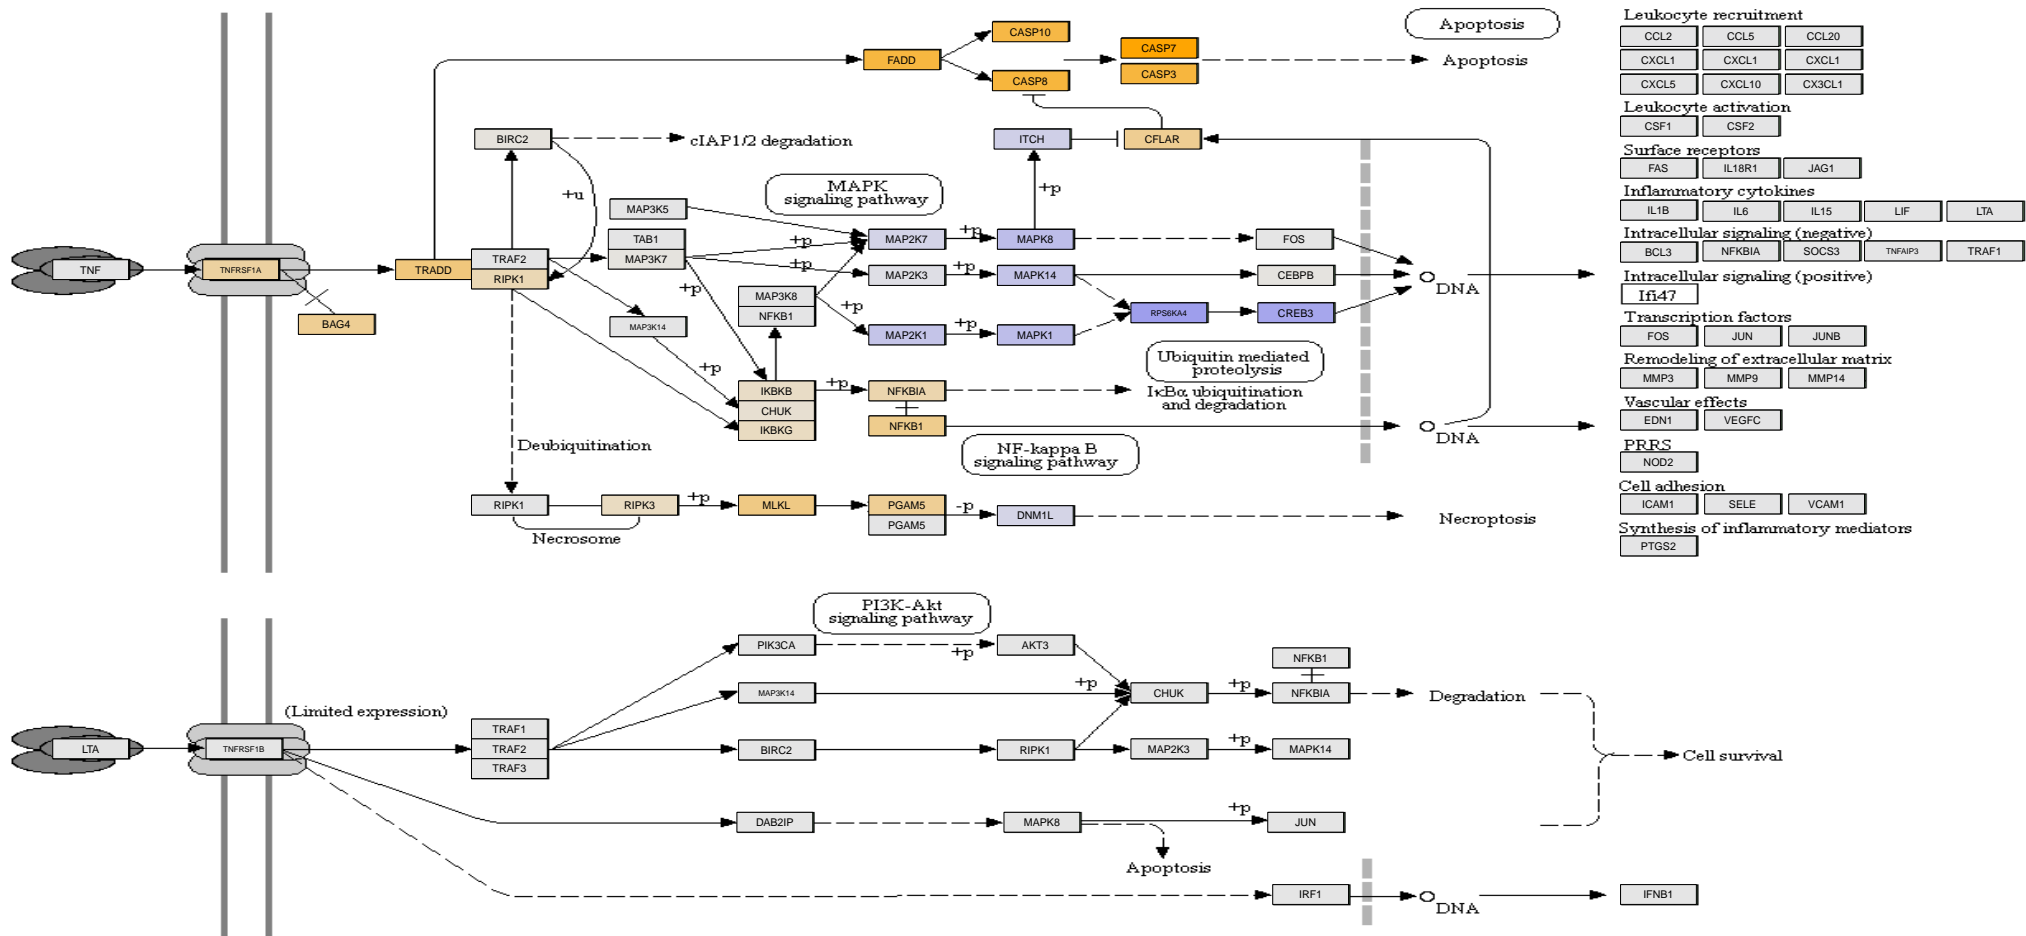 Apoptosis
CASP10
CASP7
FADD
Apoptosis
CASP8
CASP3
BIRC2
cIAP1/2 degradation
ITCH
CFLAR
+u
MAPK
signaling pathway
+p
MAP3K5
TAB1
MAP3K7
+p
MAP2K7
+p
MAPK8
FOS
TNF
TNFRSF1A
TRADD
TRAF2
RIPK1
+p
MAP2K3
+p
MAPK14
CEBPB
DNA
+p
MAP3K8
NFKB1
+p
BAG4
MAP3K14
MAP2K1
+p
MAPK1
RPS6KA4
CREB3
+p
Ubiquitin mediated
proteolysis
IKBKB
+p
NFKBIA
IκBα ubiquitination
and degradation
CHUK
IKBKG
NFKB1
DNA
Deubiquitination
NF-kappa B
signaling pathway
RIPK1
RIPK3
+p
MLKL
PGAM5
PGAM5
-p
DNM1L
Necroptosis
Necrosome
Leukocyte recruitment
CCL2 CCL5 CCL20
CXCL1 CXCL1 CXCL1
CXCL5 CXCL10 CX3CL1
Leukocyte activation
CSF1 CSF2
Surface receptors
FAS IL18R1 JAG1
Inflammatory cytokines
IL1B IL6 IL15 LIF LTA
Intracellular signaling (negative)
BCL3 NFKBIA SOCS3 TNFAIP3 TRAF1
Intracellular signaling (positive)
Ifi47
Transcription factors
FOS JUN JUNB
Remodeling of extracellular matrix
MMP3 MMP9 MMP14
Vascular effects
EDN1 VEGFC
PRRS
NOD2
Cell adhesion
ICAM1 SELE VCAM1
Synthesis of inflammatory mediators
PTGS2
PI3K-Akt
signaling pathway
PIK3CA
+p
AKT3
NFKB1
MAP3K14
+p
CHUK
+p
NFKBIA
Degradation
(Limited expression)
LTA
TNFRSF1B
TRAF1
TRAF2
TRAF3
BIRC2
RIPK1
MAP2K3
+p
MAPK14
Cell survival
DAB2IP
MAPK8
+p
JUN
Apoptosis
IRF1
DNA
IFNB1